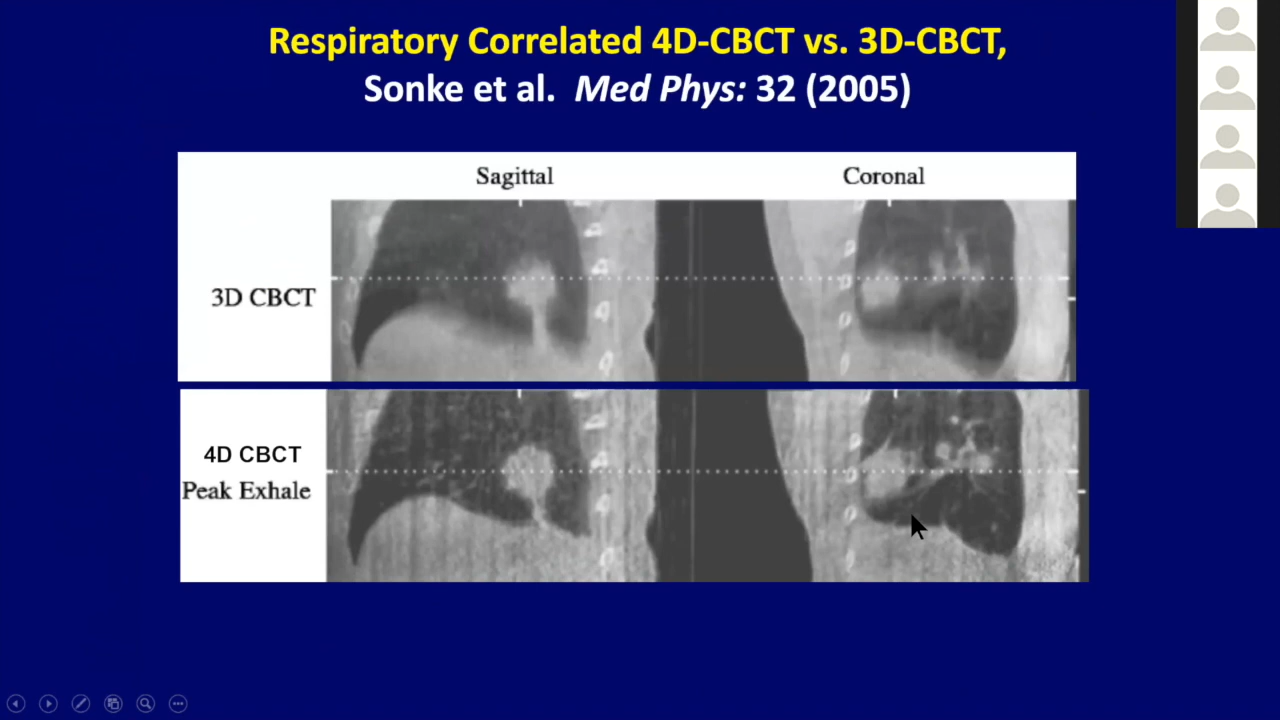 Respiratory Correlated 4D-CBCT vs. 3D-CBCT,
Sonke et al. Med Phys: 32 (2005)
Sagittal
Coronal
3D CBCT
4D CBCT
Peak Exhale